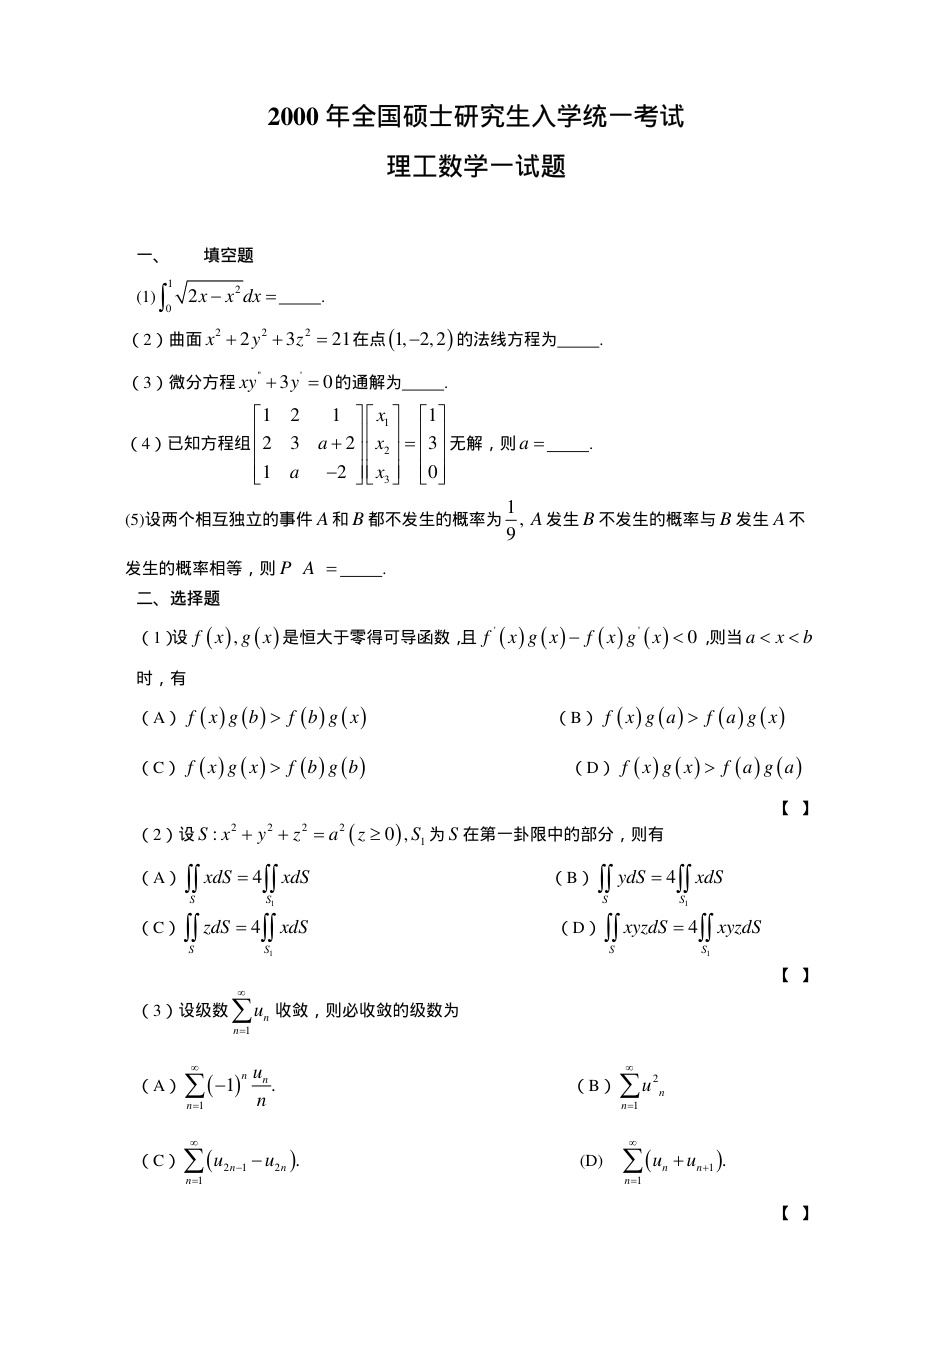 2000 年全国硕士研究生入学统一考试
理工数学一试题
一、 填空题
(1) ∫₀¹ √(2x − x²) dx = _____.
（2）曲面 x² + 2y² + 3z² = 21 在点 (1, −2, 2) 的法线方程为_____.
（3）微分方程 xy'' + 3y' = 0 的通解为_____.
（4）已知方程组 [1 2 1; 2 3 a+2; 1 a −2] [x₁; x₂; x₃] = [1; 3; 0] 无解，则 a = _____.
(5)设两个相互独立的事件 A 和 B 都不发生的概率为 1/9, A 发生 B 不发生的概率与 B 发生 A 不
发生的概率相等，则 P A = _____.
二、选择题
（1）设 f(x), g(x) 是恒大于零得可导函数，且 f'(x)g(x) − f(x)g'(x) < 0，则当 a < x < b
时，有
（A）f(x)g(b) > f(b)g(x) （B）f(x)g(a) > f(a)g(x)
（C）f(x)g(x) > f(b)g(b) （D）f(x)g(x) > f(a)g(a)
【 】
（2）设 S : x² + y² + z² = a² (z ≥ 0), S₁ 为 S 在第一卦限中的部分，则有
（A）∬_S xdS = 4∬_S₁ xdS （B）∬_S ydS = 4∬_S₁ xdS
（C）∬_S zdS = 4∬_S₁ xdS （D）∬_S xyzdS = 4∬_S₁ xyzdS
【 】
（3）设级数 ∑_{n=1}^∞ u_n 收敛，则必收敛的级数为
（A）∑_{n=1}^∞ (−1)^n u_n/n. （B）∑_{n=1}^∞ u²_n
（C）∑_{n=1}^∞ (u_{2n−1} − u_{2n}). (D) ∑_{n=1}^∞ (u_n + u_{n+1}).
【 】